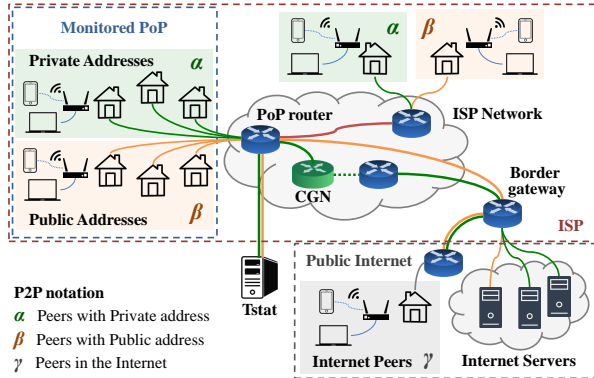 Monitored PoP
Private Addresses
α
α
β
PoP router
ISP Network
CGN
Border
gateway
Public Addresses
β
ISP
Public Internet
Tstat
P2P notation
α Peers with Private address
β Peers with Public address
γ Peers in the Internet
Internet Peers
γ
Internet Servers